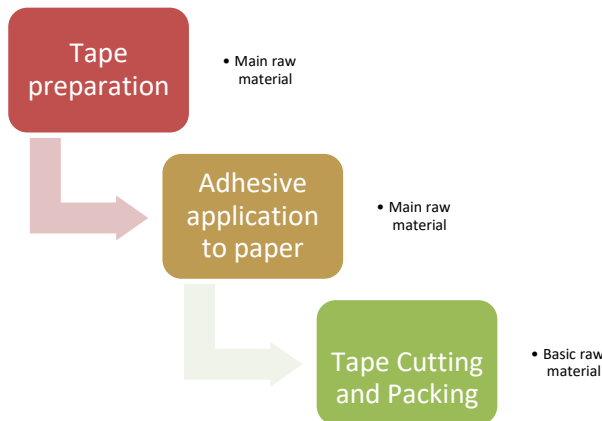 Tape
preparation
• Main raw
material
Adhesive
application
to paper
• Main raw
material
Tape Cutting
and Packing
• Basic raw
material